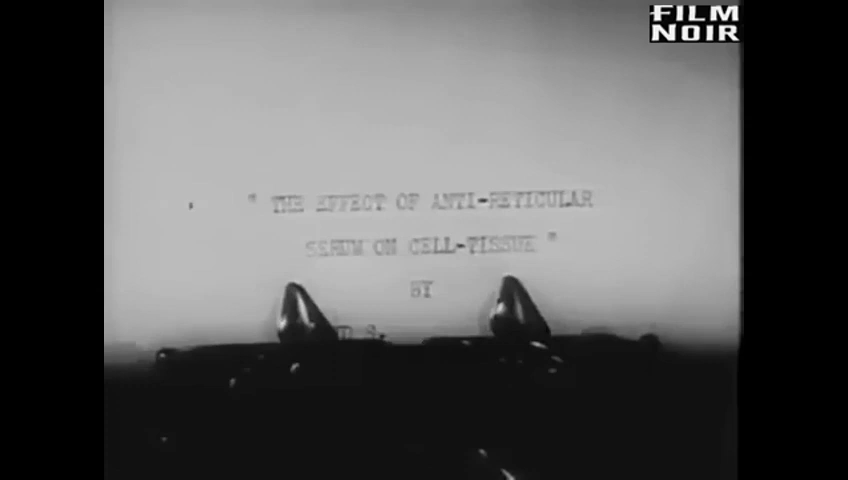 FILM
NOIR
" THE EFFECT OF ANTI-RETICULAR
SERUM ON CELL-TISSUE "
BY